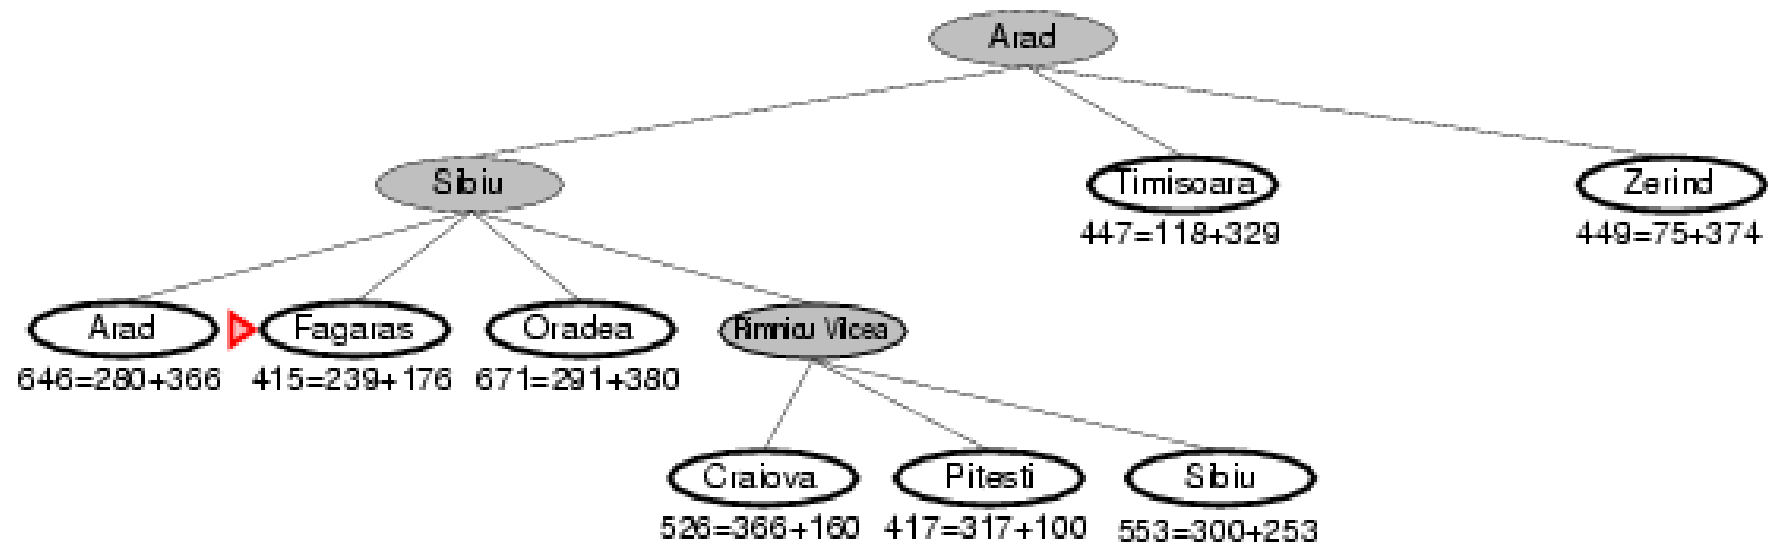 Arad
Sibiu
Timisoara
Zerind
447=118+329
449=75+374
Arad
Fagaras
Oradea
Rimnicu Vilcea
646=280+366
415=239+176
671=291+380
Craiova
Pitesti
Sibiu
526=366+160
417=317+100
553=300+253